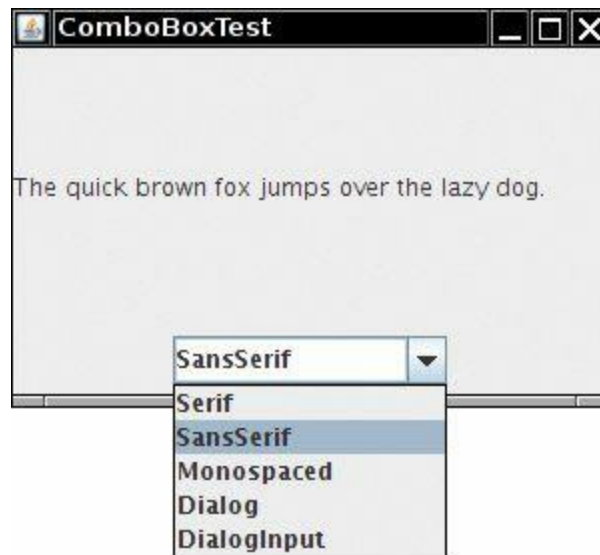 ComboBoxTest
The quick brown fox jumps over the lazy dog.
SansSerif
Serif
SansSerif
Monospaced
Dialog
DialogInput